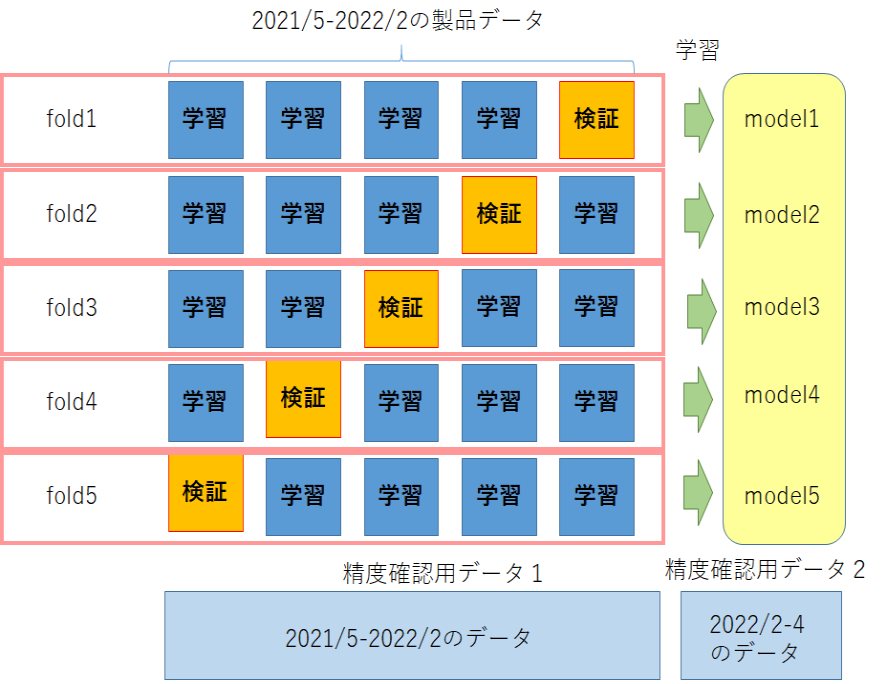 2021/5-2022/2の製品データ
学習
fold1
学習
学習
学習
学習
検証
model1
fold2
学習
学習
学習
検証
学習
model2
fold3
学習
学習
検証
学習
学習
model3
fold4
学習
検証
学習
学習
学習
model4
fold5
検証
学習
学習
学習
学習
model5
精度確認用データ１
精度確認用データ２
2021/5-2022/2のデータ
2022/2-4
のデータ